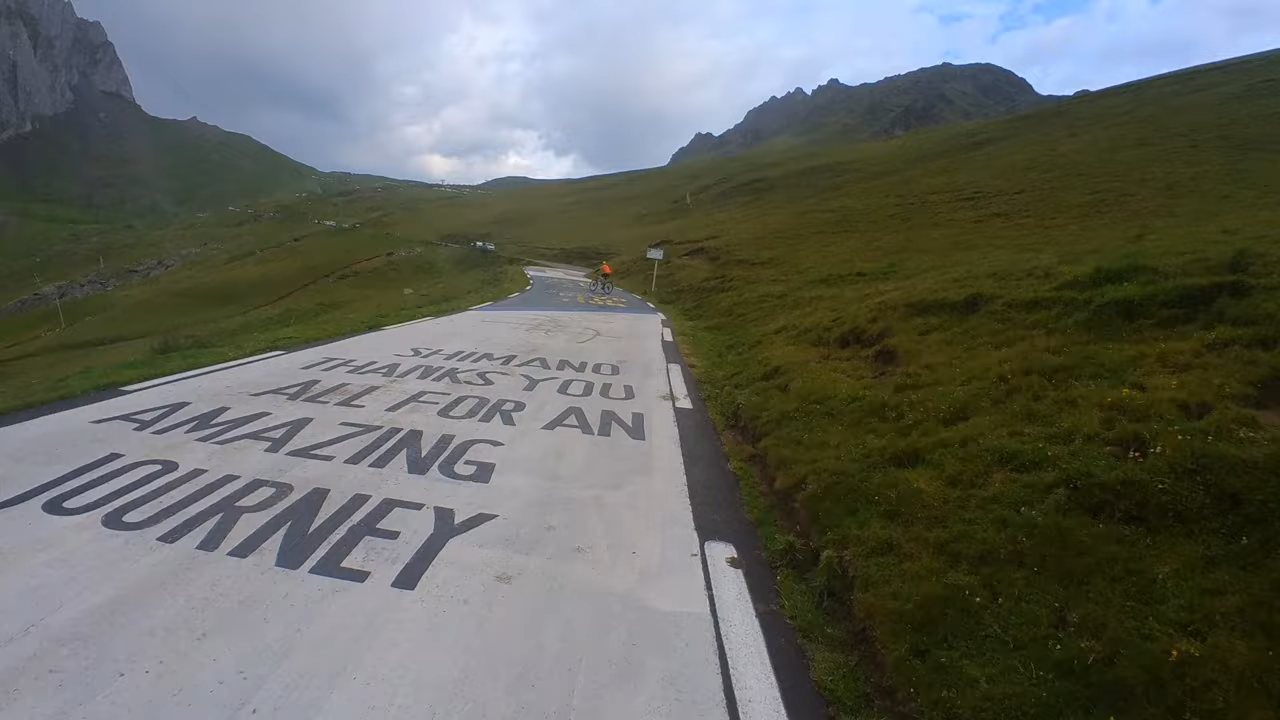 SHIMANO
THANKS YOU
ALL FOR AN
AMAZING
JOURNEY